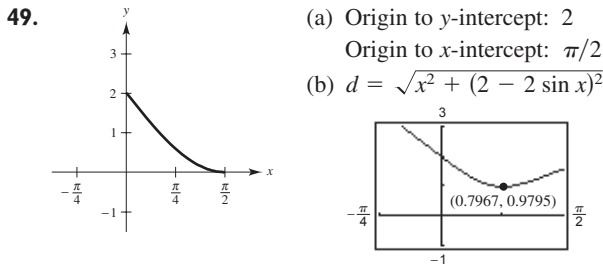 49.
y
3
2
1
−1
−π/4
π/4
π/2
x
(a) Origin to y-intercept: 2
Origin to x-intercept: π/2
(b) d = √(x² + (2 − 2 sin x)²)
3
(0.7967, 0.9795)
−π/4
π/2
−1